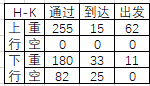 H-K 通过 到达 出发
上行 重 255 15 62
空 0 0 0
下行 重 180 33 11
空 82 25 0